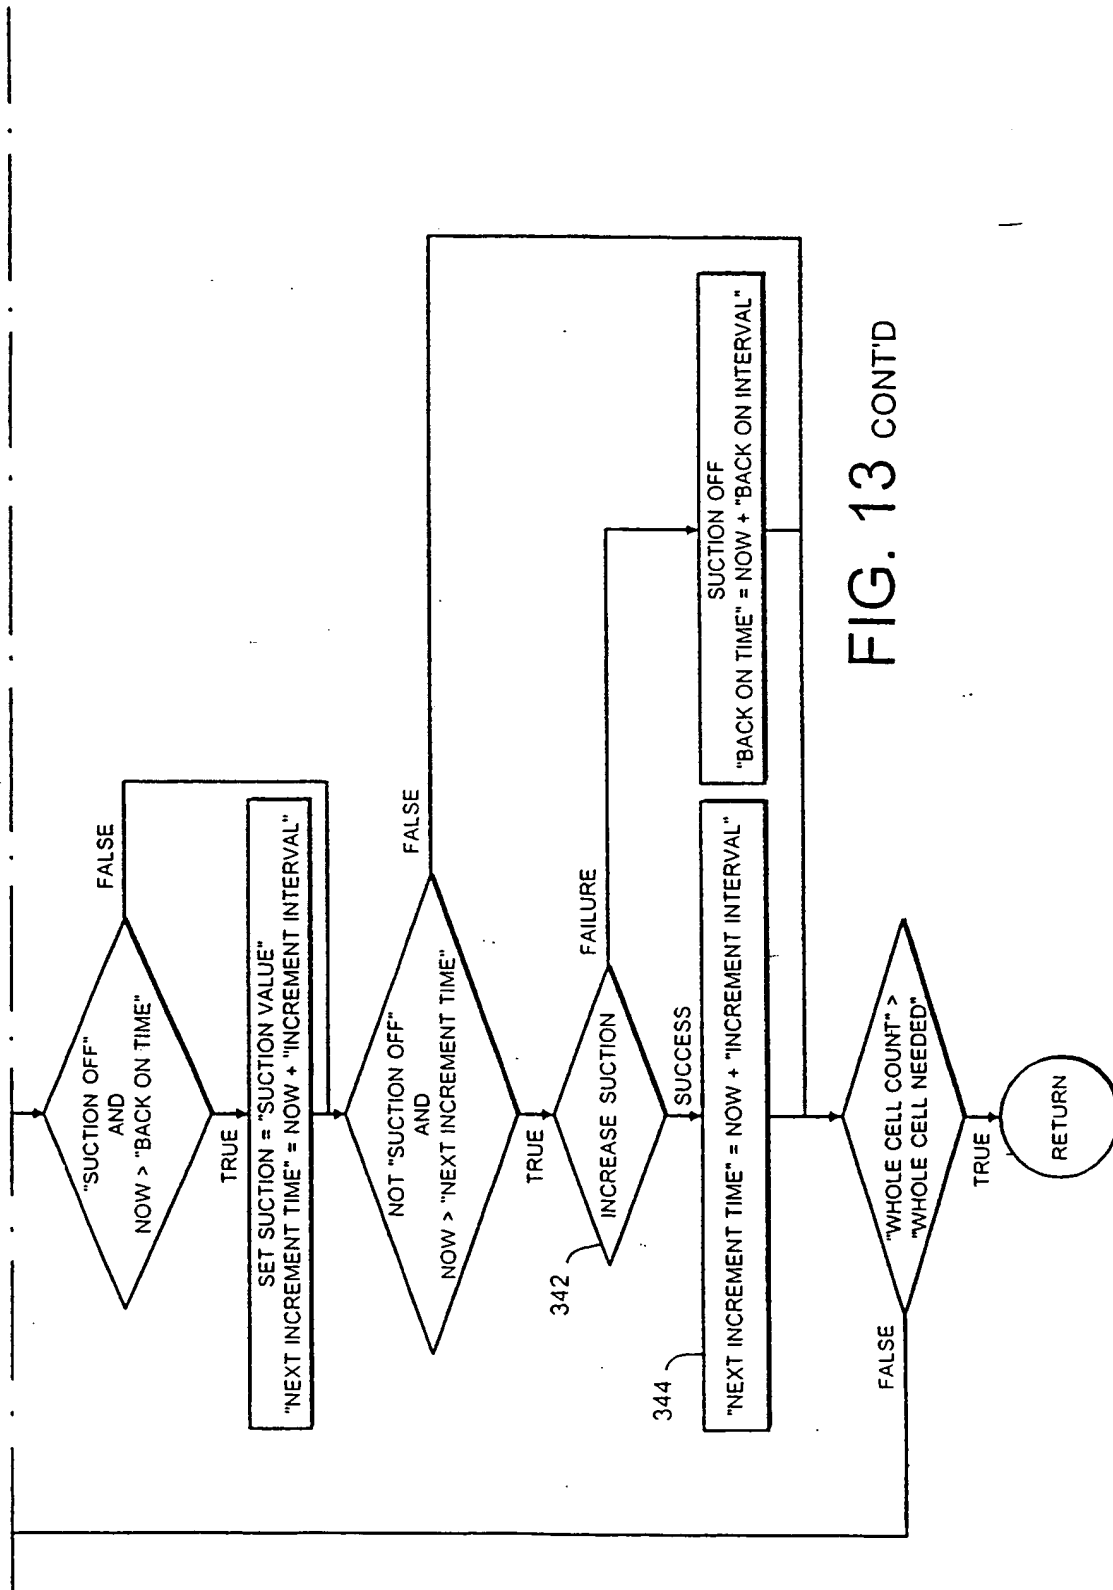 "SUCTION OFF"
AND
NOW > "BACK ON TIME"
FALSE
TRUE
SET SUCTION = "SUCTION VALUE"
"NEXT INCREMENT TIME" = NOW + "INCREMENT INTERVAL"
NOT "SUCTION OFF"
AND
NOW > "NEXT INCREMENT TIME"
FALSE
TRUE
INCREASE SUCTION
342
FAILURE
SUCCESS
344
"NEXT INCREMENT TIME" = NOW + "INCREMENT INTERVAL"
SUCTION OFF
"BACK ON TIME" = NOW + "BACK ON INTERVAL"
"WHOLE CELL COUNT" >
"WHOLE CELL NEEDED"
FALSE
TRUE
RETURN
FIG. 13 CONT'D